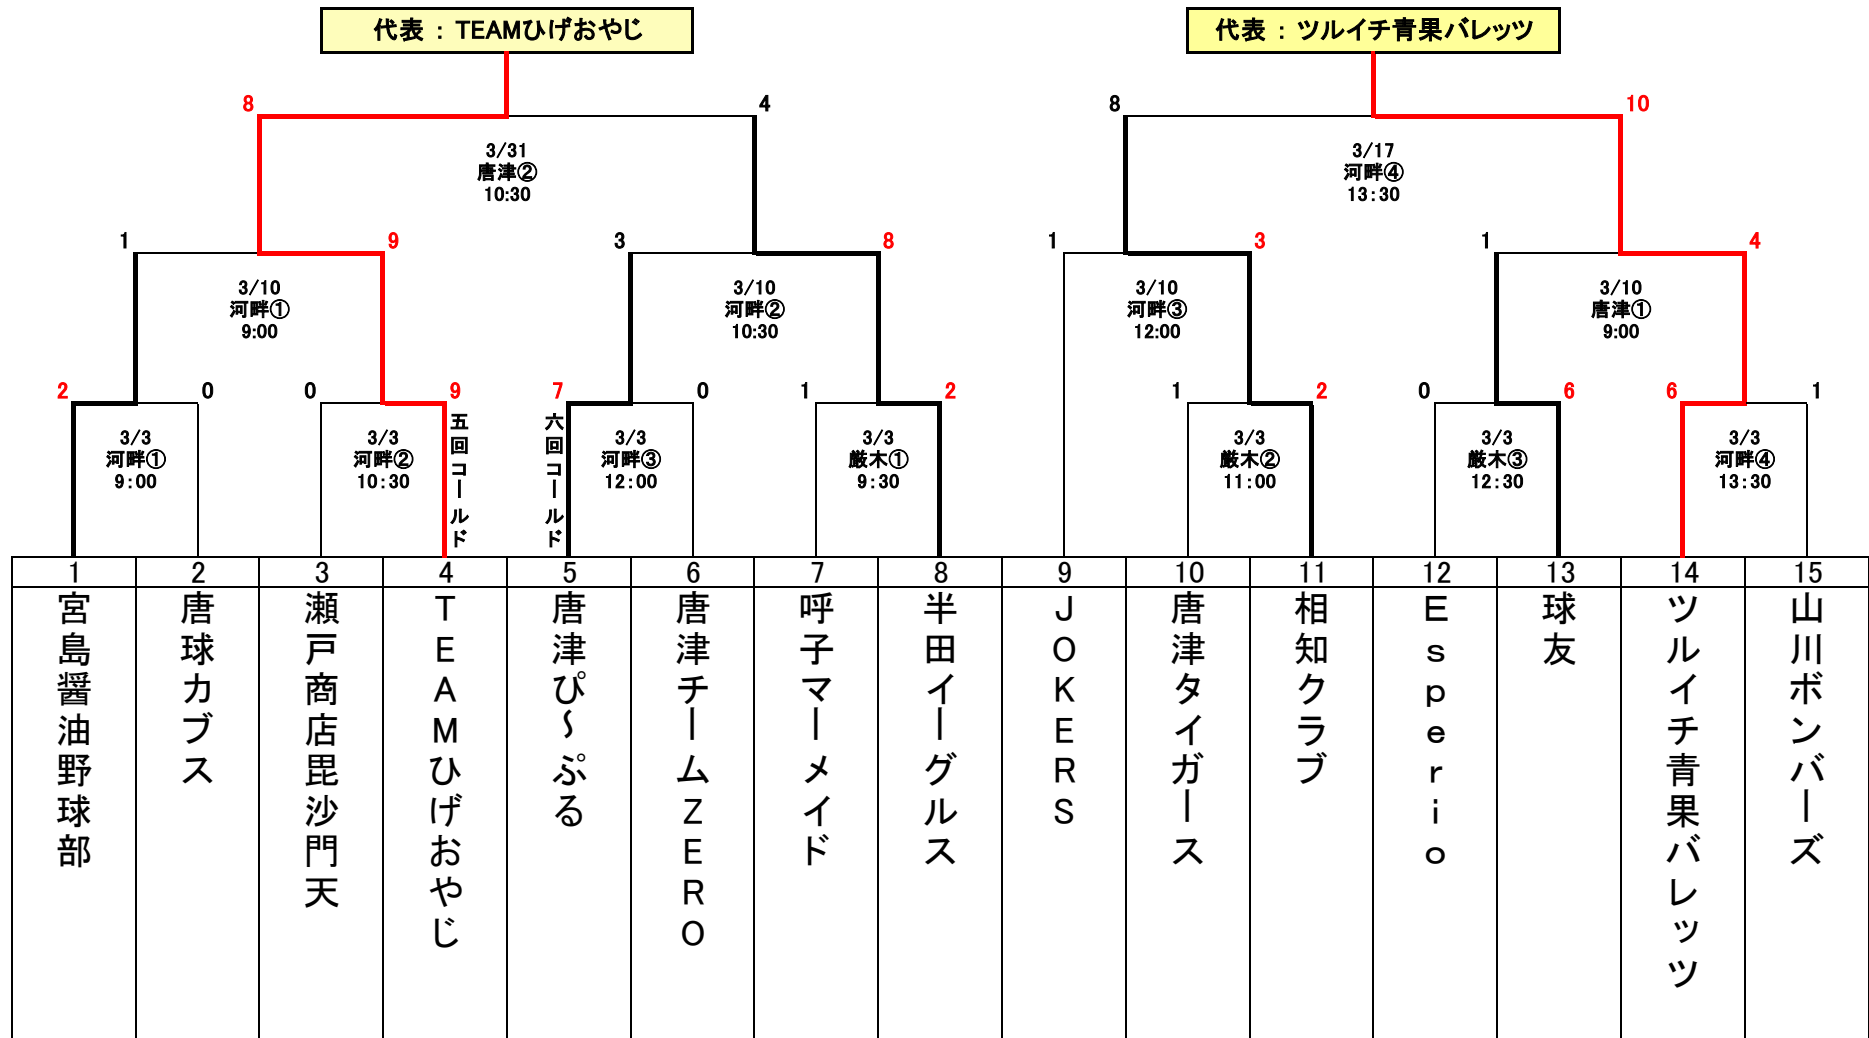 代表 : TEAMひげおやじ
代表 : ツルイチ青果バレッツ
8
4
8
10
3/31
唐津②
10:30
3/17
河畔④
13:30
1
9
3
8
1
3
1
4
3/10
河畔①
9:00
3/10
河畔②
10:30
3/10
河畔③
12:00
3/10
唐津①
9:00
2
0
0
9
7
0
1
2
1
2
0
6
6
1
五回コールド
六回コールド
3/3
河畔①
9:00
3/3
河畔②
10:30
3/3
河畔③
12:00
3/3
厳木①
9:30
3/3
厳木②
11:00
3/3
厳木③
12:30
3/3
河畔④
13:30
1
2
3
4
5
6
7
8
9
10
11
12
13
14
15
宮島醤油野球部
唐球カブス
瀬戸商店毘沙門天
TEAMひげおやじ
唐津ぴ～ぷる
唐津チームZERO
呼子マーメイド
半田イーグルス
JOKERS
唐津タイガース
相知クラブ
Esperio
球友
ツルイチ青果バレッツ
山川ボンバーズ